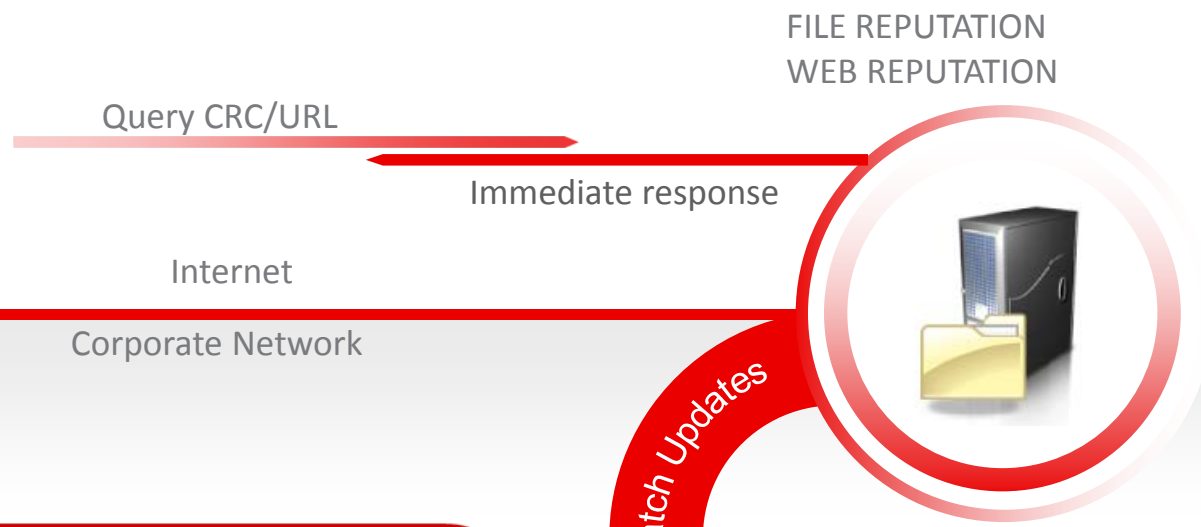 FILE REPUTATION
WEB REPUTATION
Query CRC/URL
Immediate response
Internet
Corporate Network
Updates